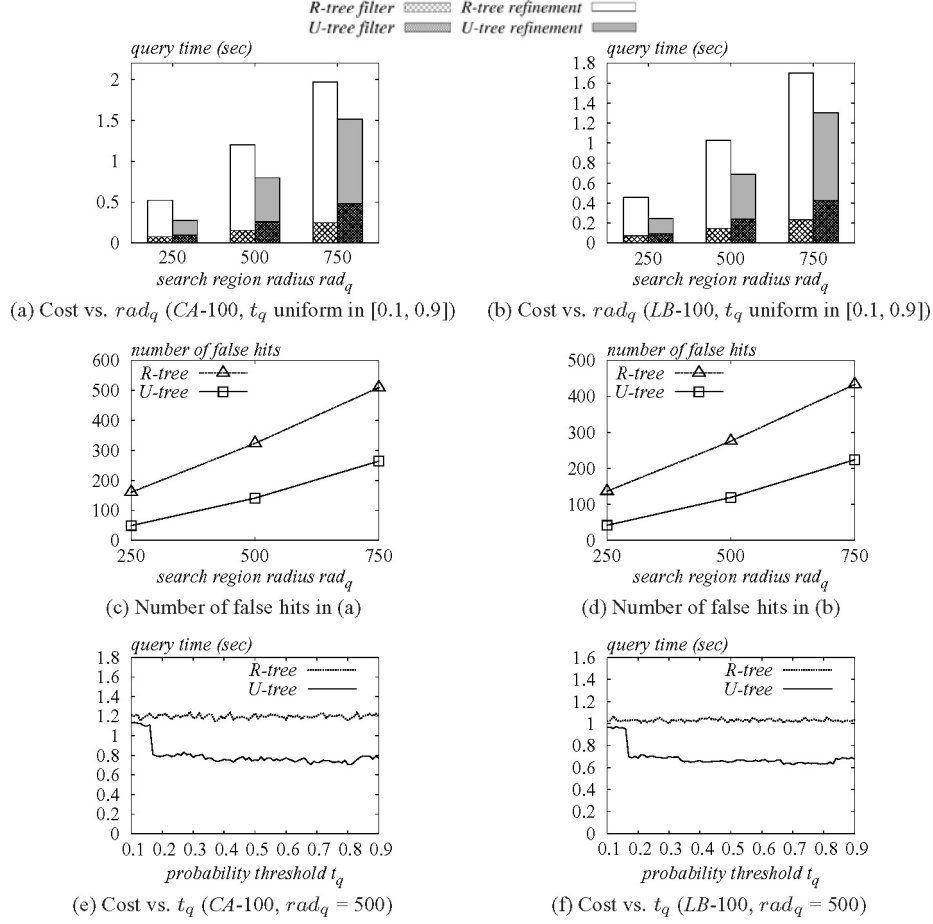 R-tree filter R-tree refinement
U-tree filter U-tree refinement
query time (sec)
2
1.5
1
0.5
0
250 500 750
search region radius rad_q
(a) Cost vs. rad_q (CA-100, t_q uniform in [0.1, 0.9])
query time (sec)
1.8
1.6
1.4
1.2
1
0.8
0.6
0.4
0.2
0
250 500 750
search region radius rad_q
(b) Cost vs. rad_q (LB-100, t_q uniform in [0.1, 0.9])
number of false hits
600
500
400
300
200
100
0
R-tree
U-tree
250 500 750
search region radius rad_q
(c) Number of false hits in (a)
number of false hits
500
400
300
200
100
0
R-tree
U-tree
250 500 750
search region radius rad_q
(d) Number of false hits in (b)
query time (sec)
1.8
1.6
1.4
1.2
1
0.8
0.6
0.4
0.2
0
R-tree
U-tree
0.1 0.2 0.3 0.4 0.5 0.6 0.7 0.8 0.9
probability threshold t_q
(e) Cost vs. t_q (CA-100, rad_q = 500)
query time (sec)
1.6
1.4
1.2
1
0.8
0.6
0.4
0.2
0
R-tree
U-tree
0.1 0.2 0.3 0.4 0.5 0.6 0.7 0.8 0.9
probability threshold t_q
(f) Cost vs. t_q (LB-100, rad_q = 500)